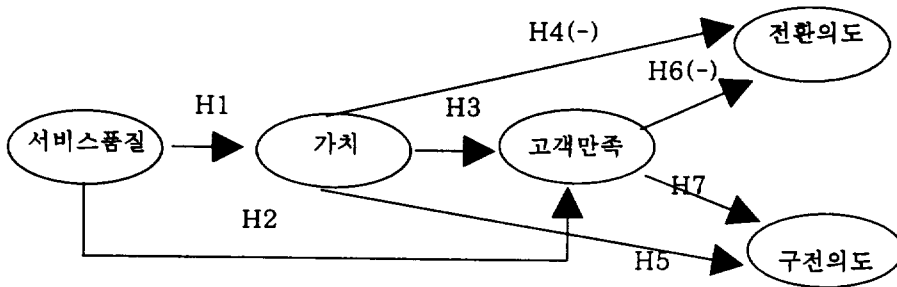 H4(-)
전환의도
H6(-)
H1
H3
서비스품질
가치
고객만족
H7
H2
H5
구전의도